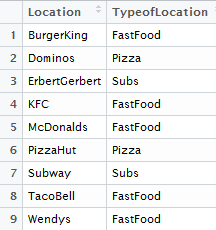 Location TypeofLocation
1 BurgerKing FastFood
2 Dominos Pizza
3 ErbertGerbert Subs
4 KFC FastFood
5 McDonalds FastFood
6 PizzaHut Pizza
7 Subway Subs
8 TacoBell FastFood
9 Wendys FastFood